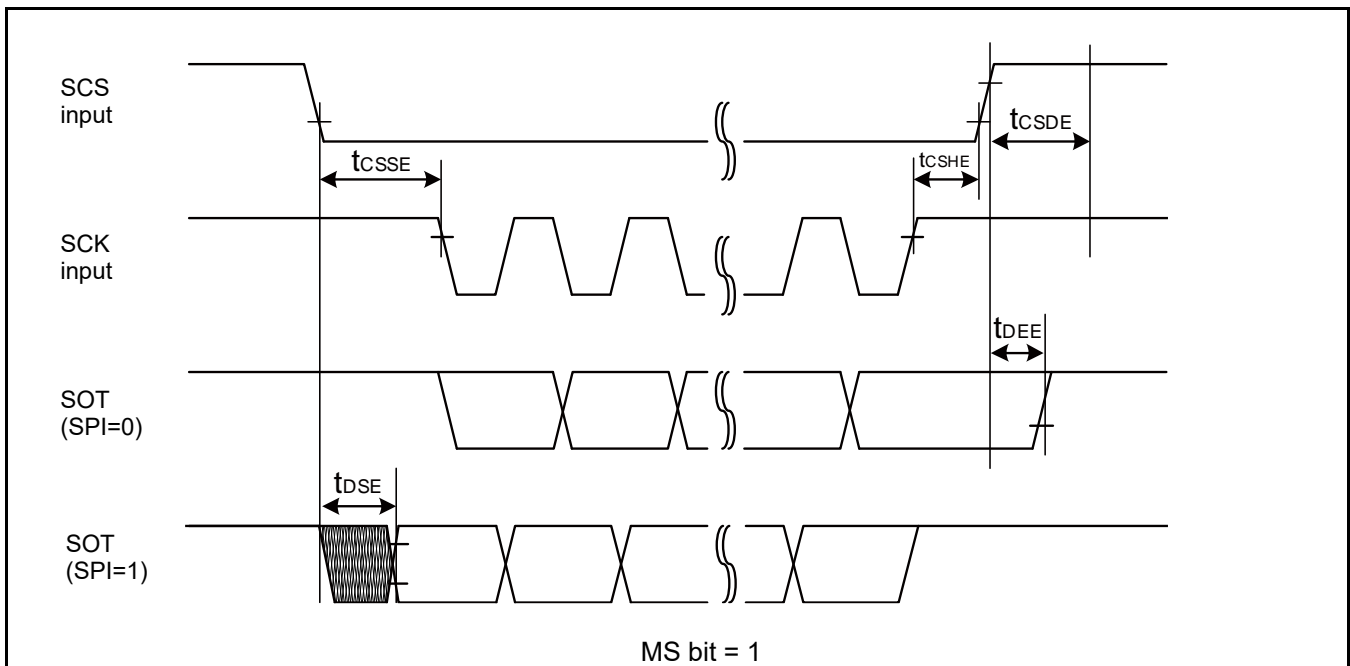 SCS
input
tCSDE
tCSSE
tCSHE
SCK
input
tDEE
SOT
(SPI=0)
tDSE
SOT
(SPI=1)
MS bit = 1